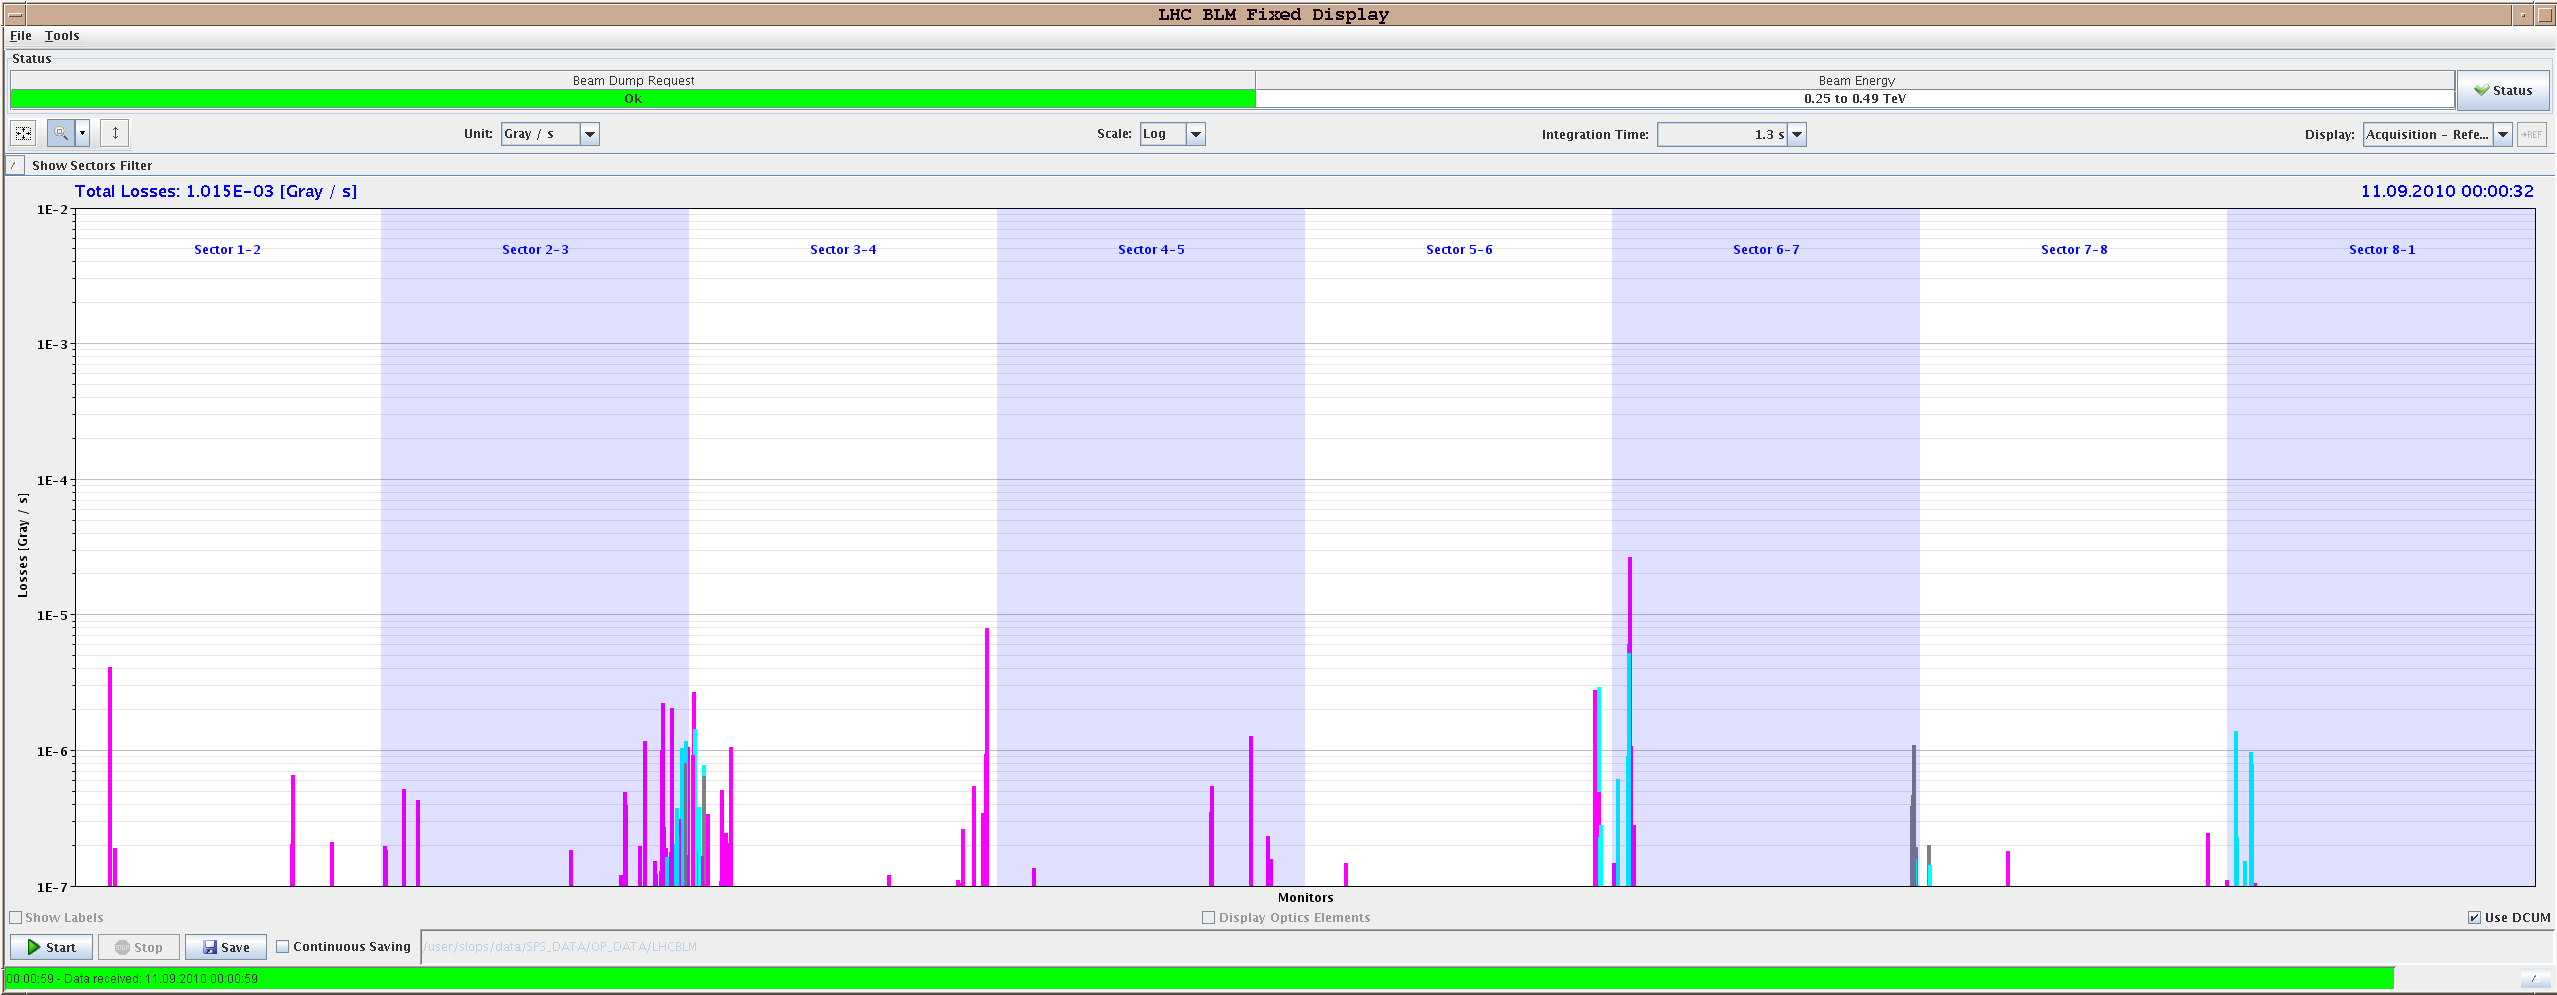 LHC BLM Fixed Display
File Tools
Status
Beam Dump Request Beam Energy
Ok 0.25 to 0.49 TeV Status
Unit: Gray / s Scale: Log Integration Time: 1.3 s Display: Acquisition - Refe... →REF
Show Sectors Filter
Total Losses: 1.015E-03 [Gray / s] 11.09.2010 00:00:32
1E-2
Sector 1-2 Sector 2-3 Sector 3-4 Sector 4-5 Sector 5-6 Sector 6-7 Sector 7-8 Sector 8-1
1E-3
1E-4
Losses [Gray / s]
1E-5
1E-6
1E-7
Monitors
Show Labels Display Optics Elements Use DCUM
Start STOP Stop Save Continuous Saving /user/slops/data/SPS_DATA/OP_DATA/LHCBLM
00:00:59 - Data received: 11.09.2010 00:00:59